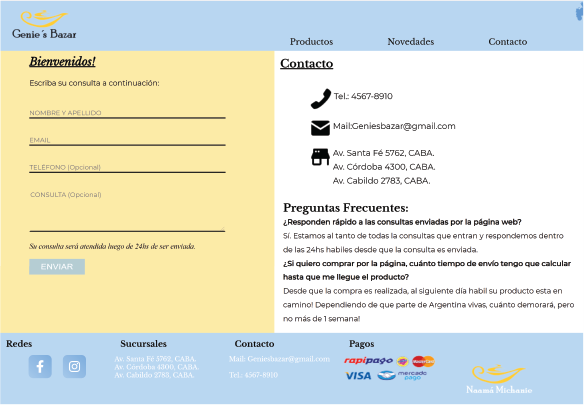 Genie´s Bazar
Productos
Novedades
Contacto
Bienvenidos!
Escriba su consulta a continuación:
NOMBRE Y APELLIDO
EMAIL
TELÉFONO (Opcional)
CONSULTA (Opcional)
Su consulta será atendida luego de 24hs de ser enviada.
ENVIAR
Contacto
Tel.: 4567-8910
Mail:Geniesbazar@gmail.com
Av. Santa Fé 5762, CABA.
Av. Córdoba 4300, CABA.
Av. Cabildo 2783, CABA.
Preguntas Frecuentes:
¿Responden rápido a las consultas enviadas por la página web?
Sí. Estamos al tanto de todas la consultas que entran y respondemos dentro
de las 24hs habiles desde que la consulta es enviada.
¿Si quiero comprar por la página, cuánto tiempo de envío tengo que calcular
hasta que me llegue el producto?
Desde que la compra es realizada, al siguiente día habil su producto esta en
camino! Dependiendo de que parte de Argentina vivas, cuánto demorará, pero
no más de 1 semana!
Redes
Sucursales
Av. Santa Fé 5762, CABA.
Av. Córdoba 4300, CABA.
Av. Cabildo 2783, CABA.
Contacto
Mail: Geniesbazar@gmail.com
Tel.: 4567-8910
Pagos
rapipago
MasterCard
VISA
mercado
pago
Naomá Michanie